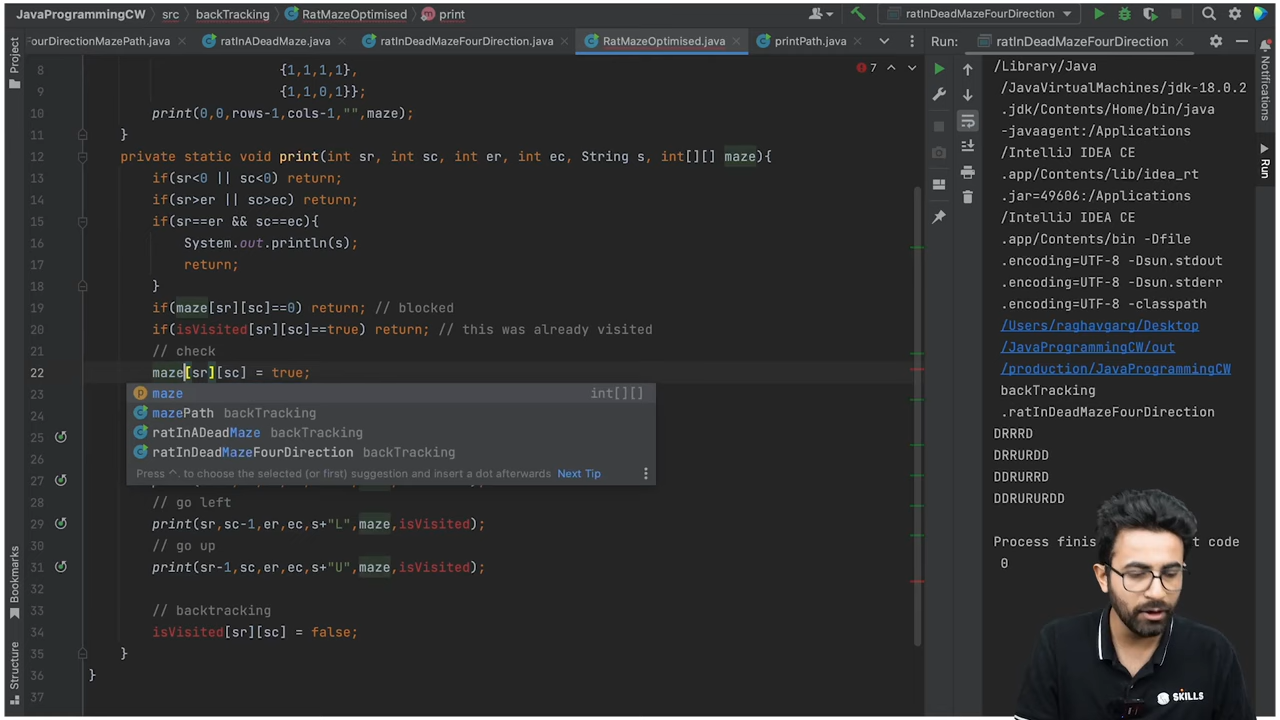 JavaProgrammingCW > src > backTracking > RatMazeOptimised > print
ratInDeadMazeFourDirection
ourDirectionMazePath.java
ratInADeadMaze.java
ratInDeadMazeFourDirection.java
RatMazeOptimised.java
printPath.java
Run: ratInDeadMazeFourDirection
Project
Bookmarks
Structure
Notifications
Run
7
8 {1,1,1,1},
9 {1,1,0,1}};
10 print(0,0,rows-1,cols-1,"",maze);
11 }
12 private static void print(int sr, int sc, int er, int ec, String s, int[][] maze){
13 if(sr<0 || sc<0) return;
14 if(sr>er || sc>ec) return;
15 if(sr==er && sc==ec){
16 System.out.println(s);
17 return;
18 }
19 if(maze[sr][sc]==0) return; // blocked
20 if(isVisited[sr][sc]==true) return; // this was already visited
21 // check
22 maze[sr][sc] = true;
23
24
25
26
27
maze int[][]
mazePath backTracking
ratInADeadMaze backTracking
ratInDeadMazeFourDirection backTracking
Press ^. to choose the selected (or first) suggestion and insert a dot afterwards Next Tip
28 // go left
29 print(sr,sc-1,er,ec,s+"L",maze,isVisited);
30 // go up
31 print(sr-1,sc,er,ec,s+"U",maze,isVisited);
32
33 // backtracking
34 isVisited[sr][sc] = false;
35 }
36 }
37
/Library/Java
/JavaVirtualMachines/jdk-18.0.2
.jdk/Contents/Home/bin/java
-javaagent:/Applications
/IntelliJ IDEA CE
.app/Contents/lib/idea_rt
.jar=49606:/Applications
/IntelliJ IDEA CE
.app/Contents/bin -Dfile
.encoding=UTF-8 -Dsun.stdout
.encoding=UTF-8 -Dsun.stderr
.encoding=UTF-8 -classpath
/Users/raghavgarg/Desktop
/JavaProgrammingCW/out
/production/JavaProgrammingCW
backTracking
.ratInDeadMazeFourDirection
DRRRD
DRRURDD
DDRURRD
DDRURURDD
Process finis t code
0
SKILLS